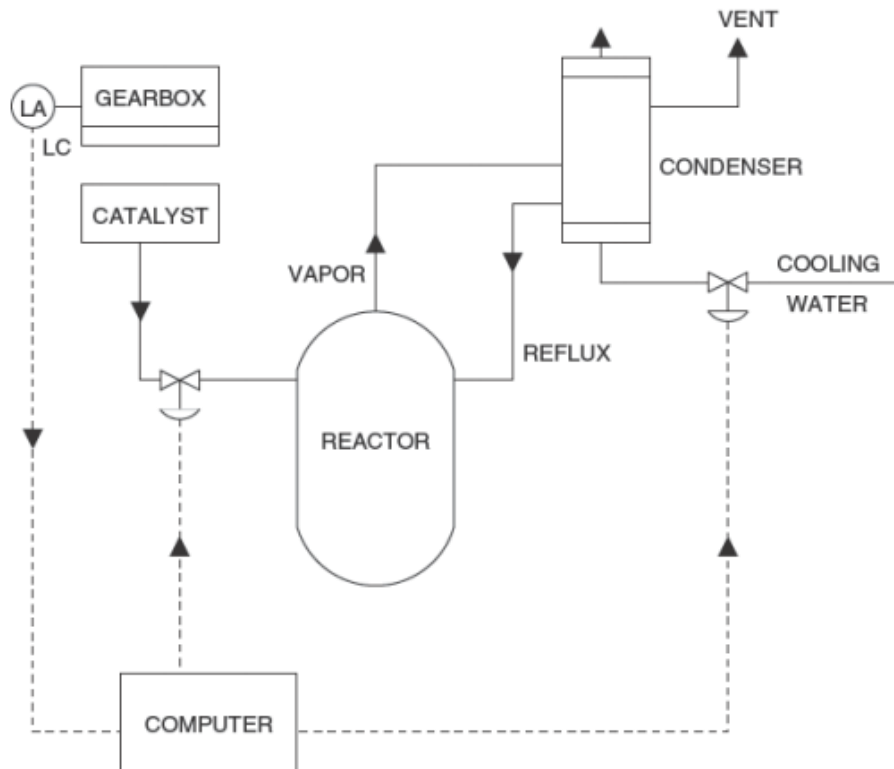 VENT
GEARBOX
LA
LC
CONDENSER
CATALYST
VAPOR
COOLING
WATER
REFLUX
REACTOR
COMPUTER